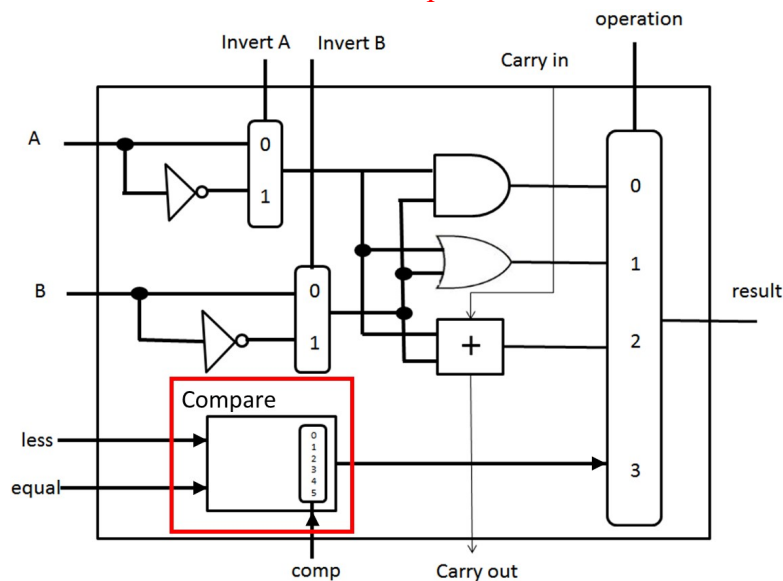 operation
Invert A
Invert B
Carry in
A
0
1
0
B
0
1
1
+
2
Compare
less
0
1
2
3
4
5
3
equal
comp
Carry out
result